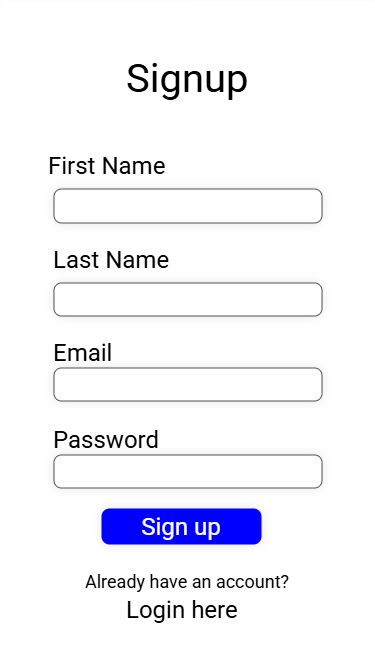 Signup
First Name
Last Name
Email
Password
Sign up
Already have an account?
Login here